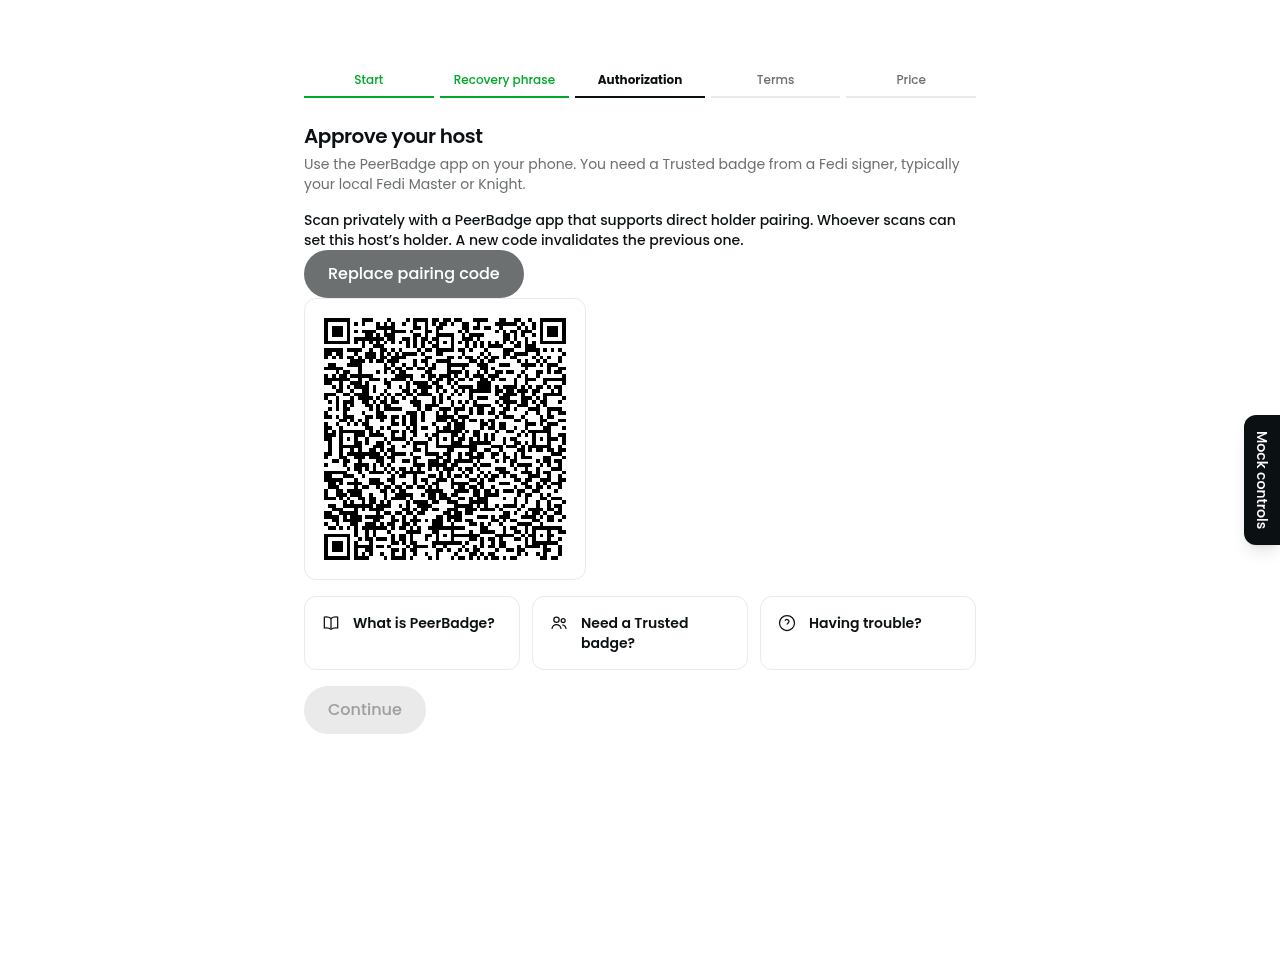 Start
Recovery phrase
Authorization
Terms
Price
Approve your host
Use the PeerBadge app on your phone. You need a Trusted badge from a Fedi signer, typically
your local Fedi Master or Knight.
Scan privately with a PeerBadge app that supports direct holder pairing. Whoever scans can
set this host’s holder. A new code invalidates the previous one.
Replace pairing code
What is PeerBadge?
Need a Trusted
badge?
Having trouble?
Continue
Mock controls